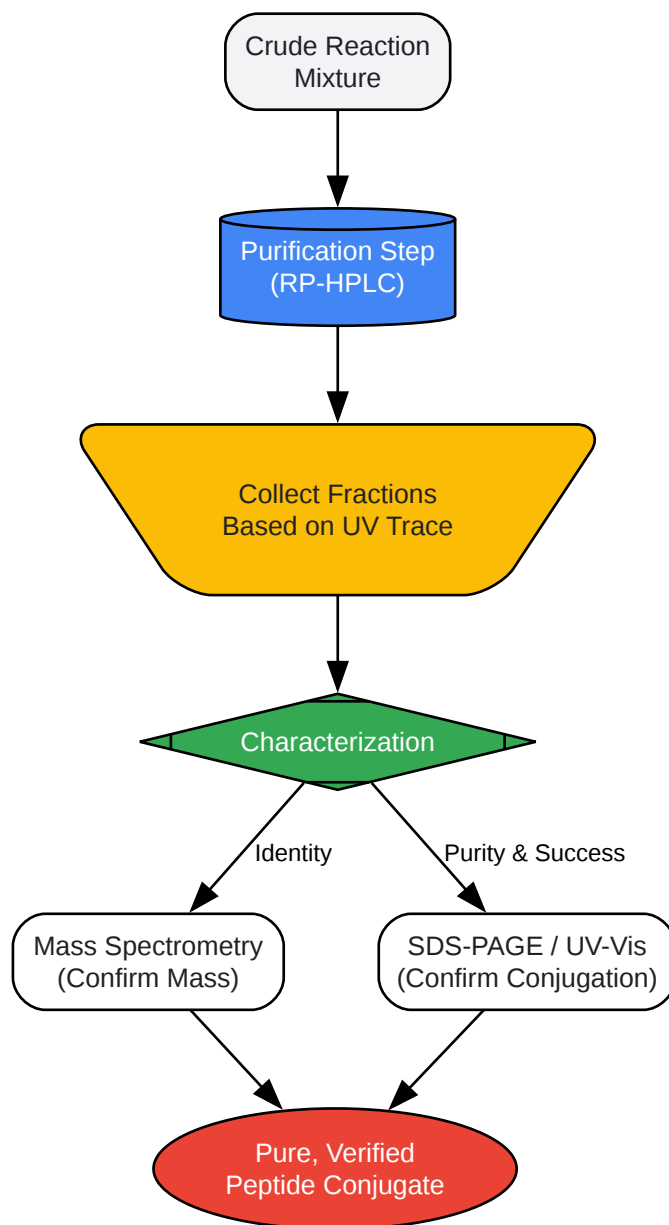 Crude Reaction
Mixture
Purification Step
(RP-HPLC)
Collect Fractions
Based on UV Trace
Characterization
Identity
Purity & Success
Mass Spectrometry
(Confirm Mass)
SDS-PAGE / UV-Vis
(Confirm Conjugation)
Pure, Verified
Peptide Conjugate